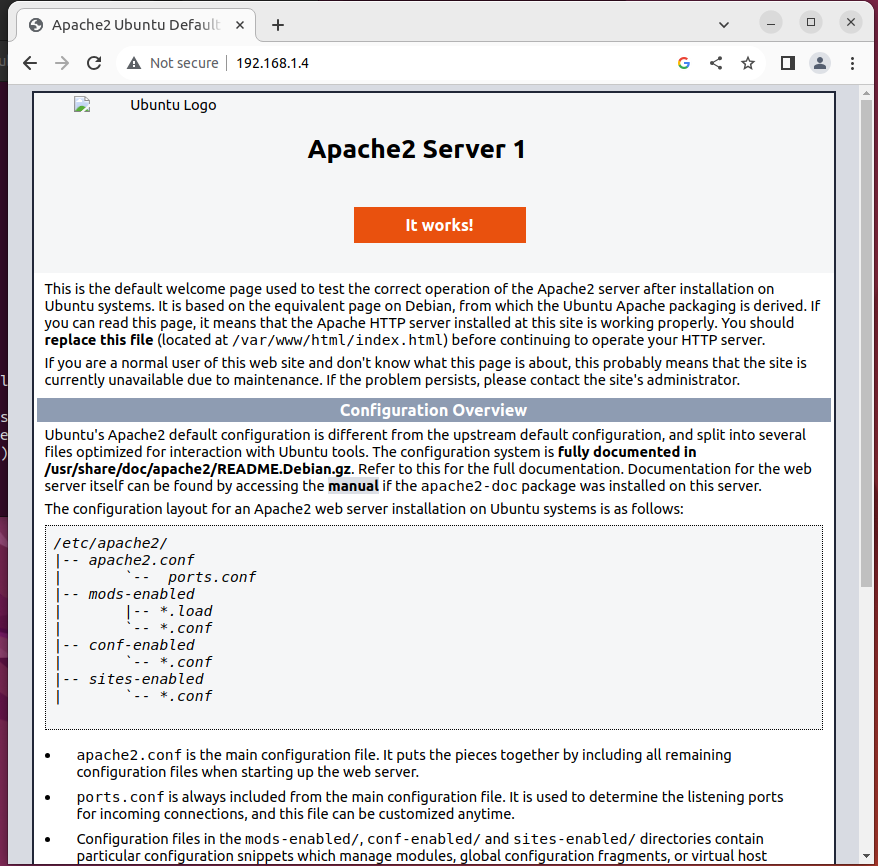 Apache2 Ubuntu Default
Not secure
192.168.1.4
Ubuntu Logo
Apache2 Server 1
It works!
This is the default welcome page used to test the correct operation of the Apache2 server after installation on
Ubuntu systems. It is based on the equivalent page on Debian, from which the Ubuntu Apache packaging is derived. If
you can read this page, it means that the Apache HTTP server installed at this site is working properly. You should
replace this file (located at /var/www/html/index.html) before continuing to operate your HTTP server.
If you are a normal user of this web site and don't know what this page is about, this probably means that the site is
currently unavailable due to maintenance. If the problem persists, please contact the site's administrator.
Configuration Overview
Ubuntu's Apache2 default configuration is different from the upstream default configuration, and split into several
files optimized for interaction with Ubuntu tools. The configuration system is fully documented in
/usr/share/doc/apache2/README.Debian.gz. Refer to this for the full documentation. Documentation for the web
server itself can be found by accessing the manual if the apache2-doc package was installed on this server.
The configuration layout for an Apache2 web server installation on Ubuntu systems is as follows:
/etc/apache2/
|-- apache2.conf
|       `--  ports.conf
|-- mods-enabled
|       |-- *.load
|       `-- *.conf
|-- conf-enabled
|       `-- *.conf
|-- sites-enabled
|       `-- *.conf
• apache2.conf is the main configuration file. It puts the pieces together by including all remaining
configuration files when starting up the web server.
• ports.conf is always included from the main configuration file. It is used to determine the listening ports
for incoming connections, and this file can be customized anytime.
• Configuration files in the mods-enabled/, conf-enabled/ and sites-enabled/ directories contain
particular configuration snippets which manage modules, global configuration fragments, or virtual host